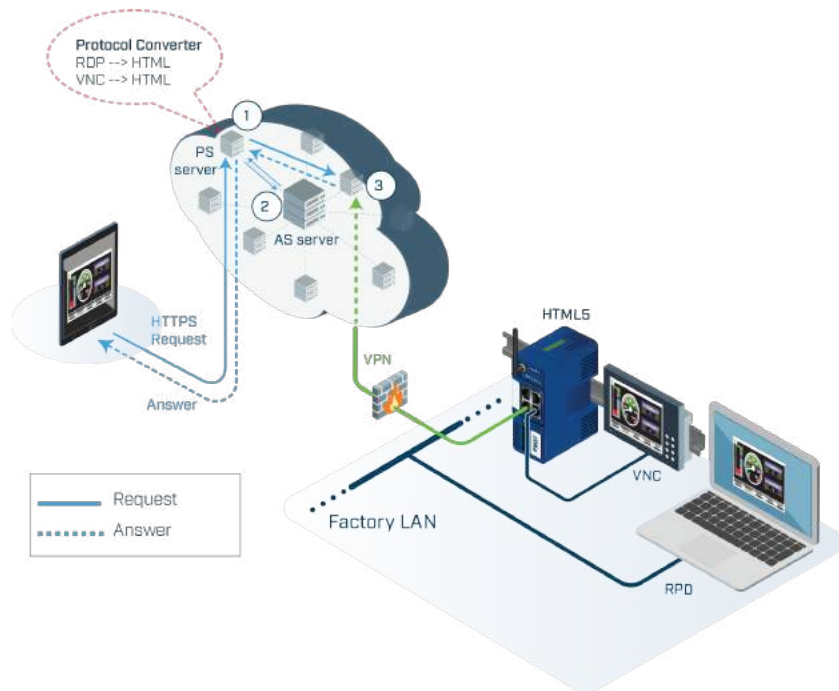 Protocol Converter
RDP --> HTML
VNC --> HTML
1
PS
server
3
2
AS server
HTTPS
Request
Answer
VPN
HTML5
VNC
Factory LAN
RPD
Request
Answer